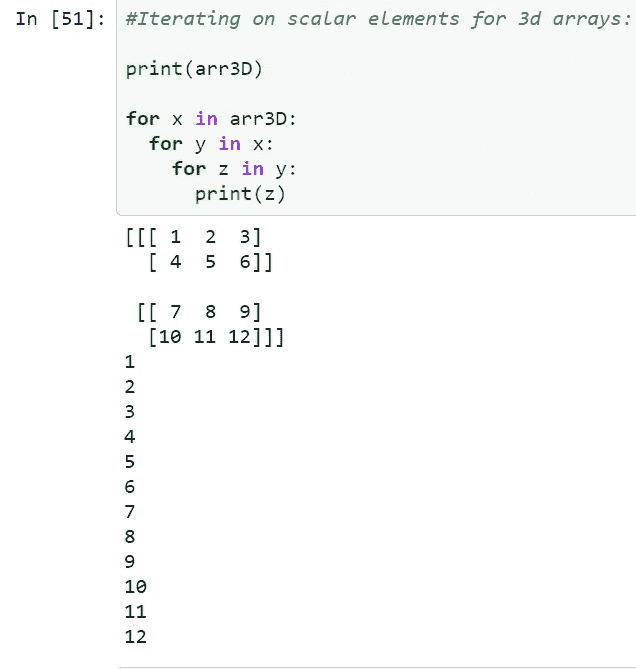 In [51]: #Iterating on scalar elements for 3d arrays:
print(arr3D)
for x in arr3D:
  for y in x:
    for z in y:
      print(z)
[[[ 1  2  3]
  [ 4  5  6]]
 [[ 7  8  9]
  [10 11 12]]]
1
2
3
4
5
6
7
8
9
10
11
12